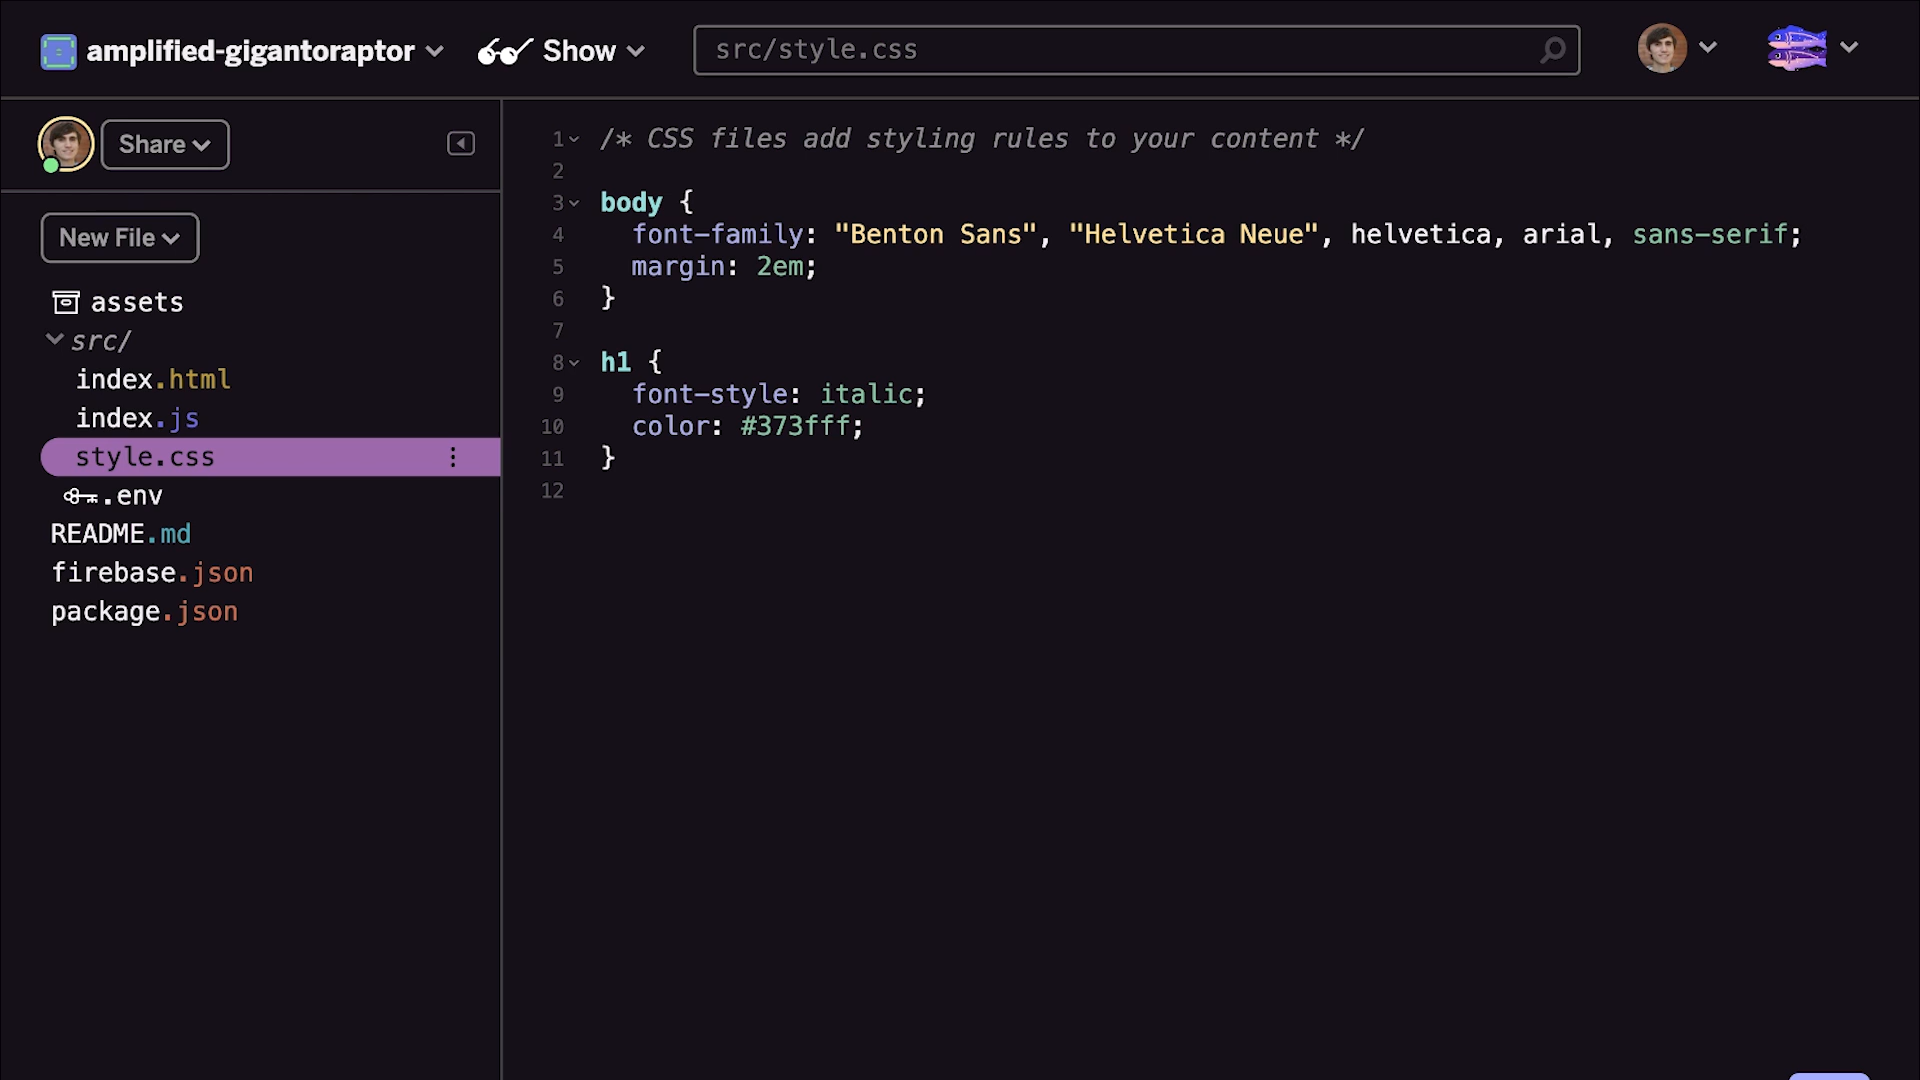 amplified-gigantoraptor Show src/style.css
Share
New File
assets
src/
index.html
index.js
style.css
.env
README.md
firebase.json
package.json
1 /* CSS files add styling rules to your content */
2
3 body {
4 font-family: "Benton Sans", "Helvetica Neue", helvetica, arial, sans-serif;
5 margin: 2em;
6 }
7
8 h1 {
9 font-style: italic;
10 color: #373fff;
11 }
12